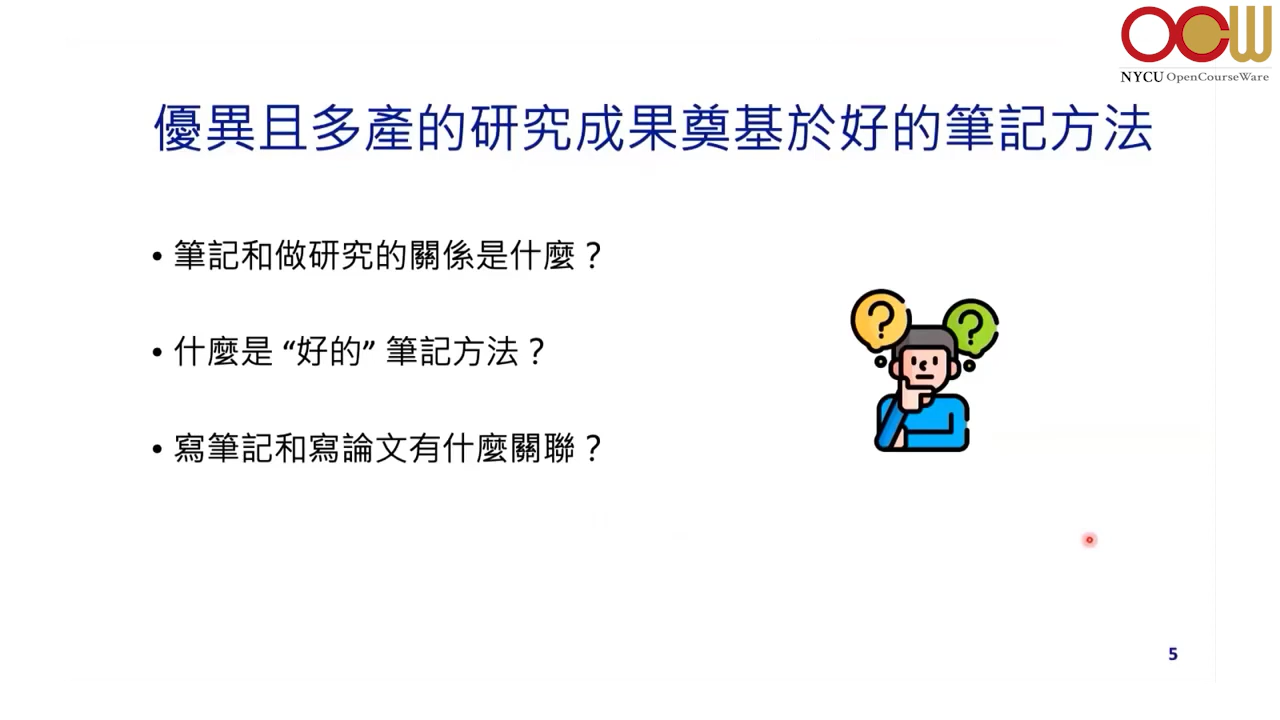 OCW
NYCU OpenCourseWare
優異且多產的研究成果奠基於好的筆記方法
• 筆記和做研究的關係是什麼？
• 什麼是 “好的” 筆記方法？
• 寫筆記和寫論文有什麼關聯？
? ?
5